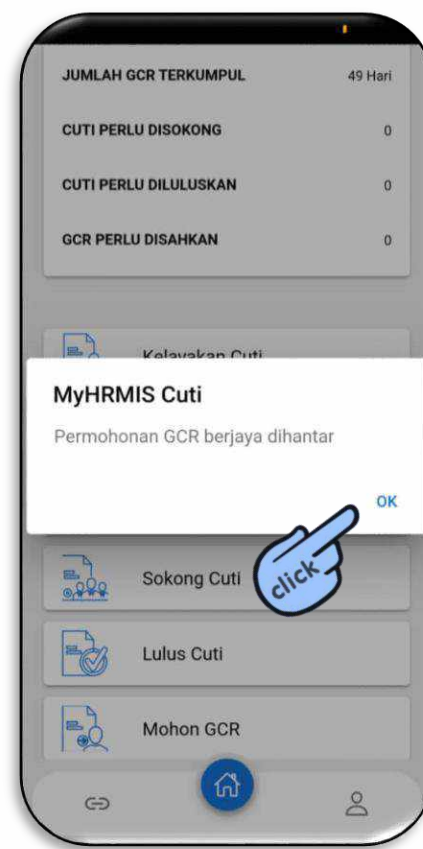 JUMLAH GCR TERKUMPUL 49 Hari
CUTI PERLU DISOKONG 0
CUTI PERLU DILULUSKAN 0
GCR PERLU DISAHKAN 0
Kelayakan Cuti
MyHRMIS Cuti
Permohonan GCR berjaya dihantar
OK
click
Sokong Cuti
Lulus Cuti
Mohon GCR